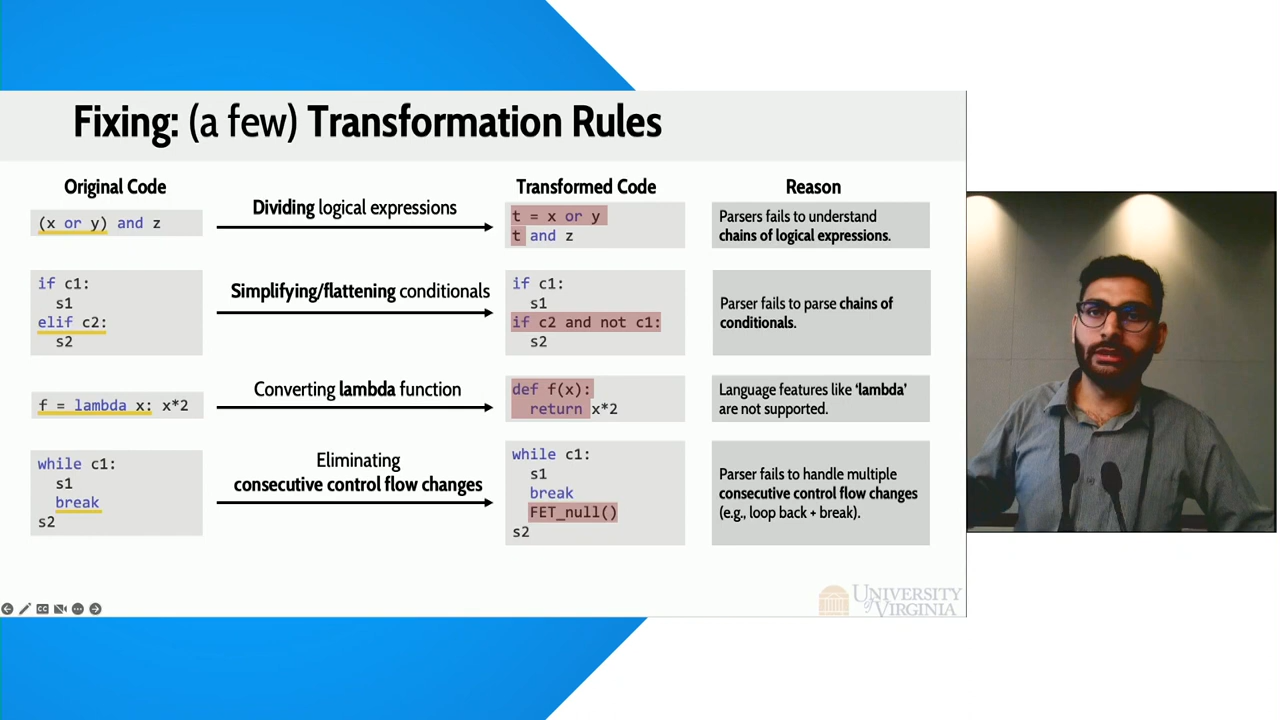 Fixing: (a few) Transformation Rules
Original Code
Transformed Code
Reason
(x or y) and z
Dividing logical expressions
t = x or y
t and z
Parsers fails to understand
chains of logical expressions.
if c1:
s1
elif c2:
s2
Simplifying/flattening conditionals
if c1:
s1
if c2 and not c1:
s2
Parser fails to parse chains of
conditionals.
f = lambda x: x*2
Converting lambda function
def f(x):
return x*2
Language features like ‘lambda’
are not supported.
while c1:
s1
break
s2
Eliminating
consecutive control flow changes
while c1:
s1
break
FET_null()
s2
Parser fails to handle multiple
consecutive control flow changes
(e.g., loop back + break).
CC
UNIVERSITY
of VIRGINIA